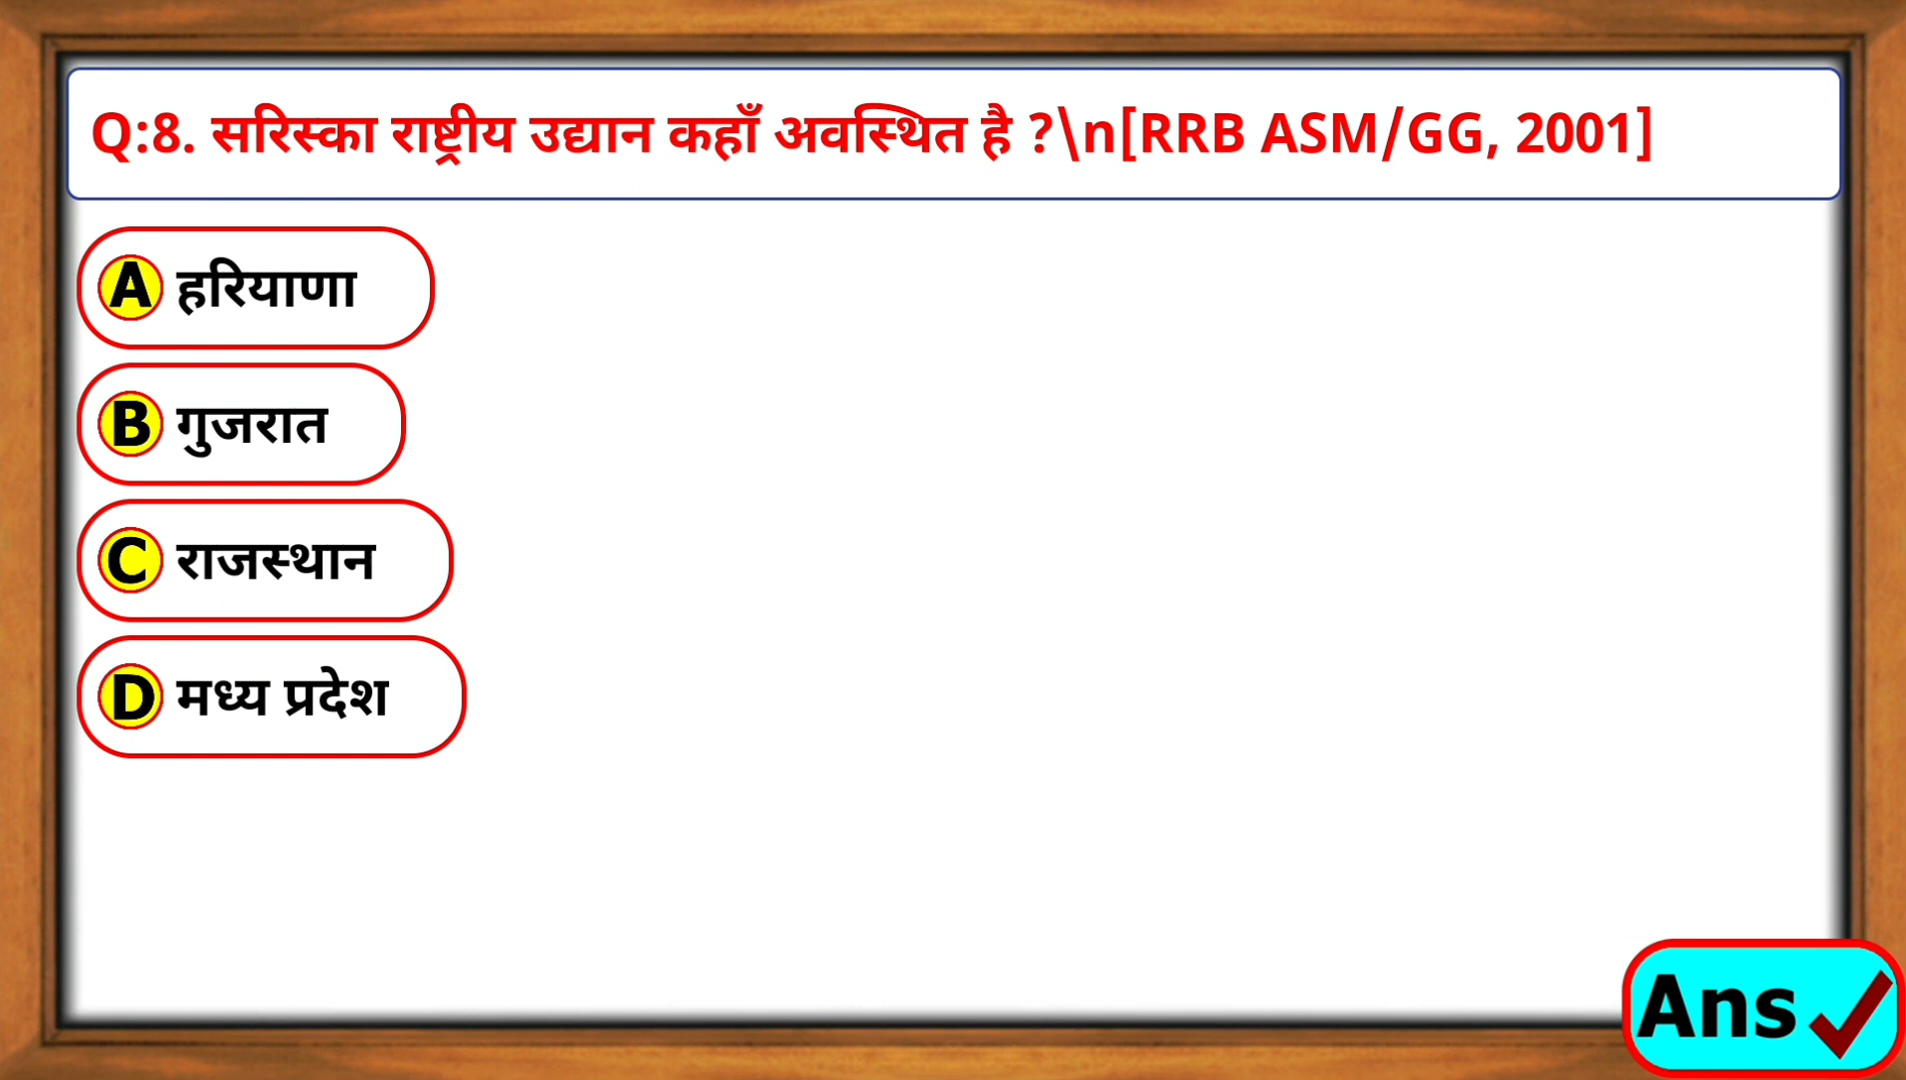 Q:8. सरिस्का राष्ट्रीय उद्यान कहाँ अवस्थित है ?\n[RRB ASM/GG, 2001]
A हरियाणा
B गुजरात
C राजस्थान
D मध्य प्रदेश
Ans